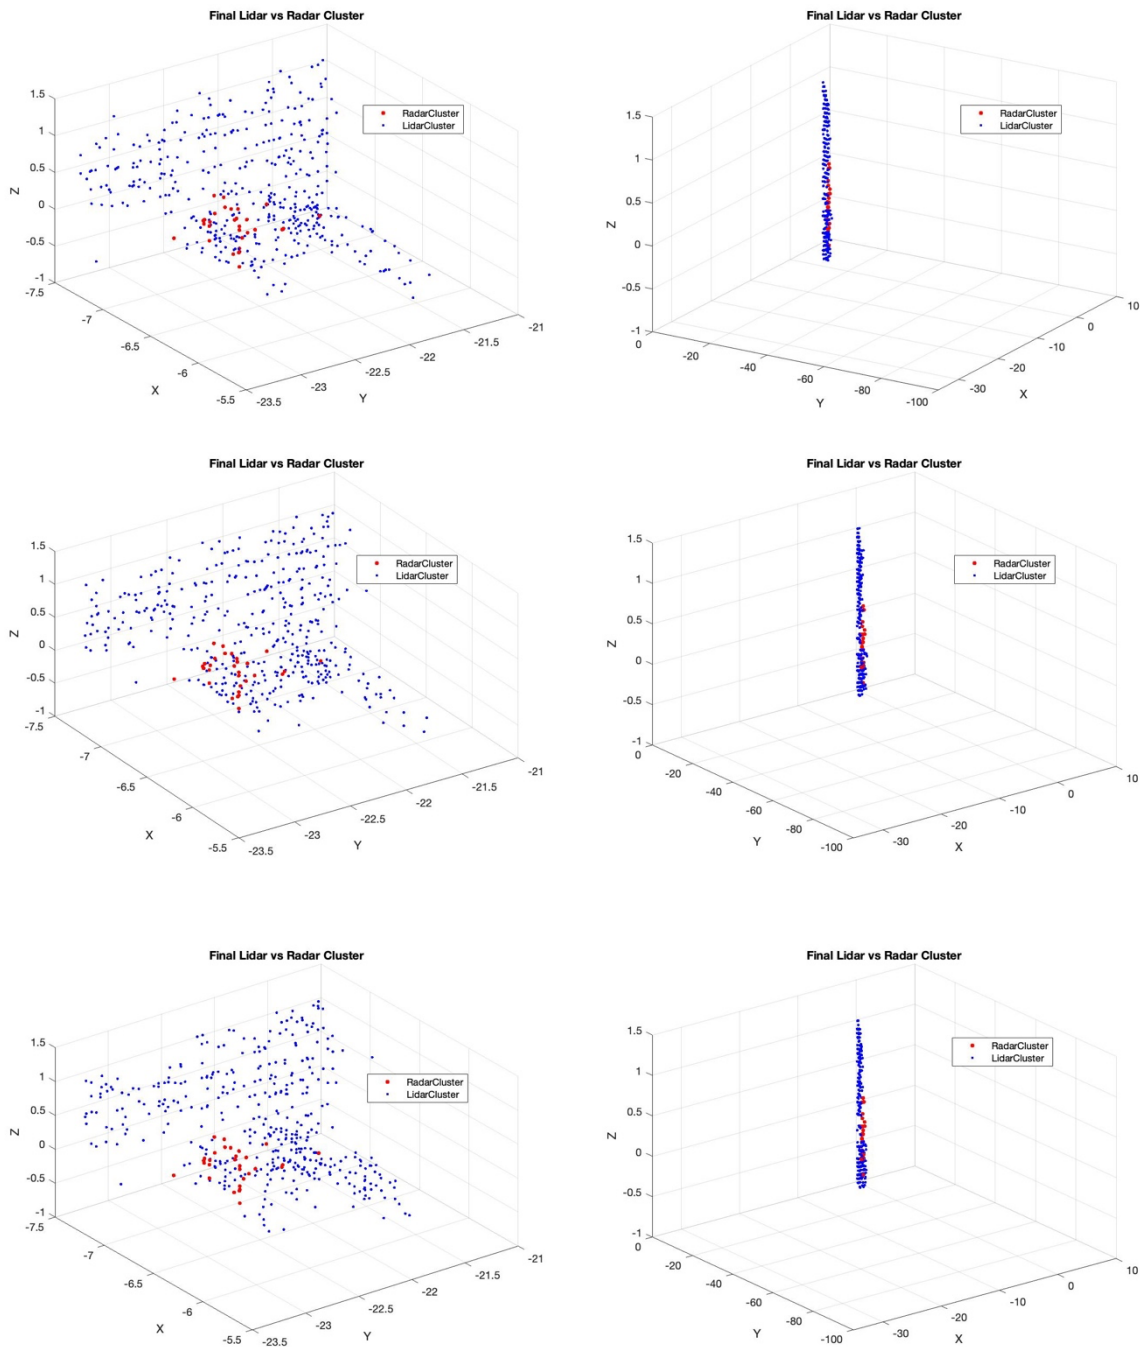 Final Lidar vs Radar Cluster
1.5
1
0.5
0
-0.5
-1
Z
-7.5
-7
-6.5
-6
-5.5
X
-23.5
-23
-22.5
-22
-21.5
-21
Y
RadarCluster
LidarCluster
Final Lidar vs Radar Cluster
1.5
1
0.5
0
-0.5
-1
Z
0
-20
-40
-60
-80
-100
Y
-30
-20
-10
0
10
X
RadarCluster
LidarCluster
Final Lidar vs Radar Cluster
1.5
1
0.5
0
-0.5
-1
Z
-7.5
-7
-6.5
-6
-5.5
X
-23.5
-23
-22.5
-22
-21.5
-21
Y
RadarCluster
LidarCluster
Final Lidar vs Radar Cluster
1.5
1
0.5
0
-0.5
-1
Z
0
-20
-40
-60
-80
-100
Y
-30
-20
-10
0
10
X
RadarCluster
LidarCluster
Final Lidar vs Radar Cluster
1.5
1
0.5
0
-0.5
-1
Z
-7.5
-7
-6.5
-6
-5.5
X
-23.5
-23
-22.5
-22
-21.5
-21
Y
RadarCluster
LidarCluster
Final Lidar vs Radar Cluster
1.5
1
0.5
0
-0.5
-1
Z
0
-20
-40
-60
-80
-100
Y
-30
-20
-10
0
10
X
RadarCluster
LidarCluster